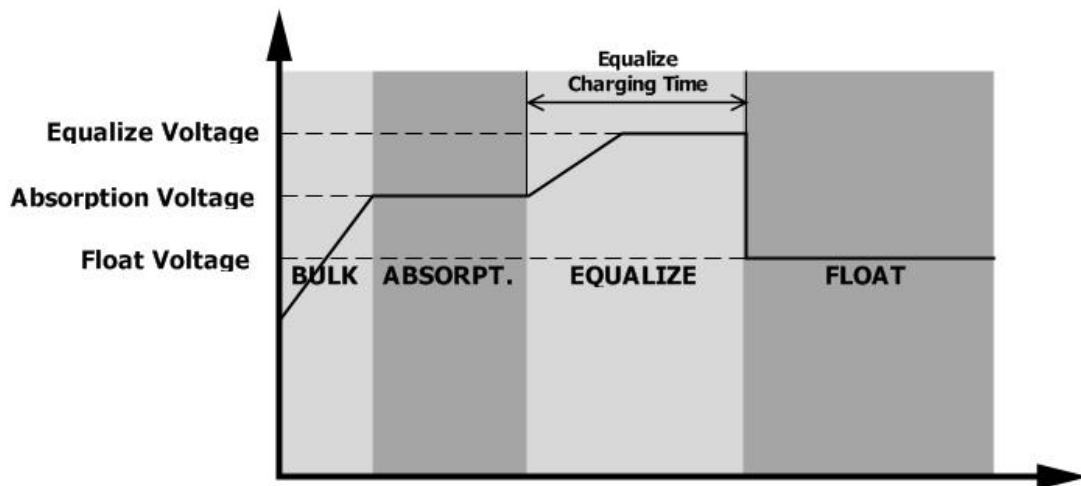 Equalize
Charging Time
Equalize Voltage
Absorption Voltage
Float Voltage
BULK ABSORPT. EQUALIZE FLOAT